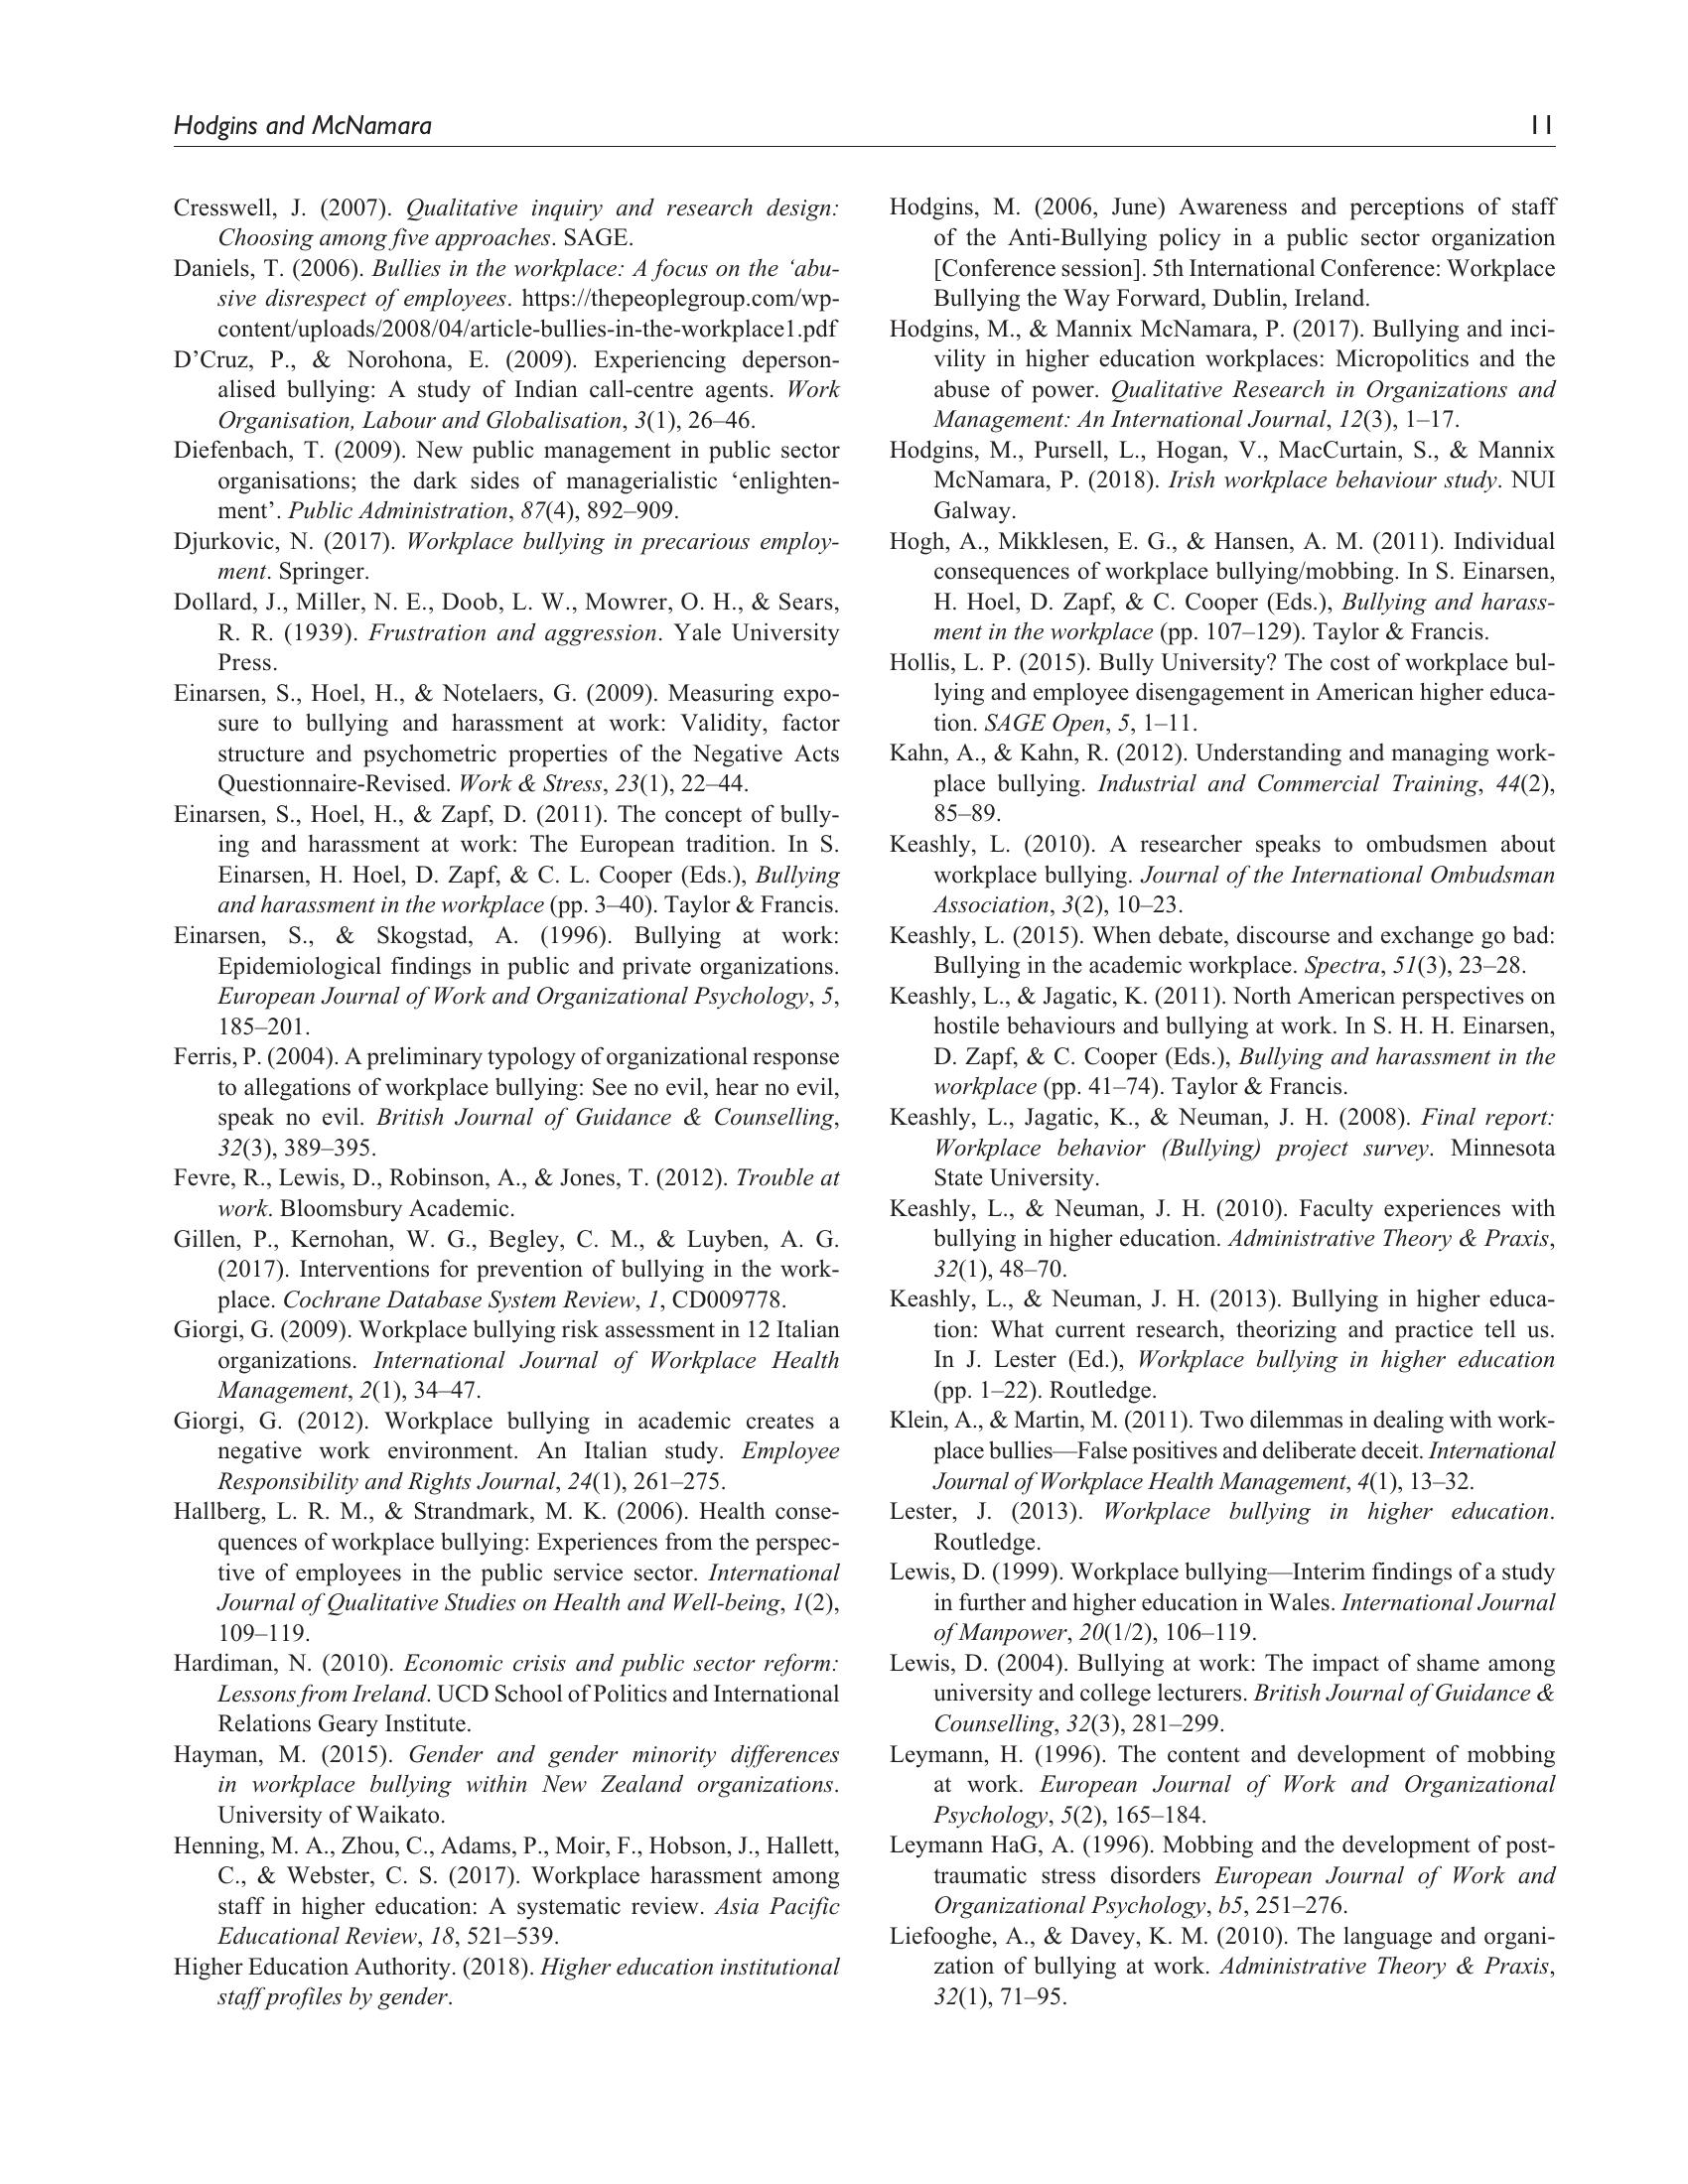 Hodgins and McNamara 11
Cresswell, J. (2007). Qualitative inquiry and research design:
Choosing among five approaches. SAGE.
Daniels, T. (2006). Bullies in the workplace: A focus on the ‘abu-
sive disrespect of employees. https://thepeoplegroup.com/wp-
content/uploads/2008/04/article-bullies-in-the-workplace1.pdf
D’Cruz, P., & Norohona, E. (2009). Experiencing deperson-
alised bullying: A study of Indian call-centre agents. Work
Organisation, Labour and Globalisation, 3(1), 26–46.
Diefenbach, T. (2009). New public management in public sector
organisations; the dark sides of managerialistic ‘enlighten-
ment’. Public Administration, 87(4), 892–909.
Djurkovic, N. (2017). Workplace bullying in precarious employ-
ment. Springer.
Dollard, J., Miller, N. E., Doob, L. W., Mowrer, O. H., & Sears,
R. R. (1939). Frustration and aggression. Yale University
Press.
Einarsen, S., Hoel, H., & Notelaers, G. (2009). Measuring expo-
sure to bullying and harassment at work: Validity, factor
structure and psychometric properties of the Negative Acts
Questionnaire-Revised. Work & Stress, 23(1), 22–44.
Einarsen, S., Hoel, H., & Zapf, D. (2011). The concept of bully-
ing and harassment at work: The European tradition. In S.
Einarsen, H. Hoel, D. Zapf, & C. L. Cooper (Eds.), Bullying
and harassment in the workplace (pp. 3–40). Taylor & Francis.
Einarsen, S., & Skogstad, A. (1996). Bullying at work:
Epidemiological findings in public and private organizations.
European Journal of Work and Organizational Psychology, 5,
185–201.
Ferris, P. (2004). A preliminary typology of organizational response
to allegations of workplace bullying: See no evil, hear no evil,
speak no evil. British Journal of Guidance & Counselling,
32(3), 389–395.
Fevre, R., Lewis, D., Robinson, A., & Jones, T. (2012). Trouble at
work. Bloomsbury Academic.
Gillen, P., Kernohan, W. G., Begley, C. M., & Luyben, A. G.
(2017). Interventions for prevention of bullying in the work-
place. Cochrane Database System Review, 1, CD009778.
Giorgi, G. (2009). Workplace bullying risk assessment in 12 Italian
organizations. International Journal of Workplace Health
Management, 2(1), 34–47.
Giorgi, G. (2012). Workplace bullying in academic creates a
negative work environment. An Italian study. Employee
Responsibility and Rights Journal, 24(1), 261–275.
Hallberg, L. R. M., & Strandmark, M. K. (2006). Health conse-
quences of workplace bullying: Experiences from the perspec-
tive of employees in the public service sector. International
Journal of Qualitative Studies on Health and Well-being, 1(2),
109–119.
Hardiman, N. (2010). Economic crisis and public sector reform:
Lessons from Ireland. UCD School of Politics and International
Relations Geary Institute.
Hayman, M. (2015). Gender and gender minority differences
in workplace bullying within New Zealand organizations.
University of Waikato.
Henning, M. A., Zhou, C., Adams, P., Moir, F., Hobson, J., Hallett,
C., & Webster, C. S. (2017). Workplace harassment among
staff in higher education: A systematic review. Asia Pacific
Educational Review, 18, 521–539.
Higher Education Authority. (2018). Higher education institutional
staff profiles by gender.
Hodgins, M. (2006, June) Awareness and perceptions of staff
of the Anti-Bullying policy in a public sector organization
[Conference session]. 5th International Conference: Workplace
Bullying the Way Forward, Dublin, Ireland.
Hodgins, M., & Mannix McNamara, P. (2017). Bullying and inci-
vility in higher education workplaces: Micropolitics and the
abuse of power. Qualitative Research in Organizations and
Management: An International Journal, 12(3), 1–17.
Hodgins, M., Pursell, L., Hogan, V., MacCurtain, S., & Mannix
McNamara, P. (2018). Irish workplace behaviour study. NUI
Galway.
Hogh, A., Mikklesen, E. G., & Hansen, A. M. (2011). Individual
consequences of workplace bullying/mobbing. In S. Einarsen,
H. Hoel, D. Zapf, & C. Cooper (Eds.), Bullying and harass-
ment in the workplace (pp. 107–129). Taylor & Francis.
Hollis, L. P. (2015). Bully University? The cost of workplace bul-
lying and employee disengagement in American higher educa-
tion. SAGE Open, 5, 1–11.
Kahn, A., & Kahn, R. (2012). Understanding and managing work-
place bullying. Industrial and Commercial Training, 44(2),
85–89.
Keashly, L. (2010). A researcher speaks to ombudsmen about
workplace bullying. Journal of the International Ombudsman
Association, 3(2), 10–23.
Keashly, L. (2015). When debate, discourse and exchange go bad:
Bullying in the academic workplace. Spectra, 51(3), 23–28.
Keashly, L., & Jagatic, K. (2011). North American perspectives on
hostile behaviours and bullying at work. In S. H. H. Einarsen,
D. Zapf, & C. Cooper (Eds.), Bullying and harassment in the
workplace (pp. 41–74). Taylor & Francis.
Keashly, L., Jagatic, K., & Neuman, J. H. (2008). Final report:
Workplace behavior (Bullying) project survey. Minnesota
State University.
Keashly, L., & Neuman, J. H. (2010). Faculty experiences with
bullying in higher education. Administrative Theory & Praxis,
32(1), 48–70.
Keashly, L., & Neuman, J. H. (2013). Bullying in higher educa-
tion: What current research, theorizing and practice tell us.
In J. Lester (Ed.), Workplace bullying in higher education
(pp. 1–22). Routledge.
Klein, A., & Martin, M. (2011). Two dilemmas in dealing with work-
place bullies—False positives and deliberate deceit. International
Journal of Workplace Health Management, 4(1), 13–32.
Lester, J. (2013). Workplace bullying in higher education.
Routledge.
Lewis, D. (1999). Workplace bullying—Interim findings of a study
in further and higher education in Wales. International Journal
of Manpower, 20(1/2), 106–119.
Lewis, D. (2004). Bullying at work: The impact of shame among
university and college lecturers. British Journal of Guidance &
Counselling, 32(3), 281–299.
Leymann, H. (1996). The content and development of mobbing
at work. European Journal of Work and Organizational
Psychology, 5(2), 165–184.
Leymann HaG, A. (1996). Mobbing and the development of post-
traumatic stress disorders European Journal of Work and
Organizational Psychology, b5, 251–276.
Liefooghe, A., & Davey, K. M. (2010). The language and organi-
zation of bullying at work. Administrative Theory & Praxis,
32(1), 71–95.